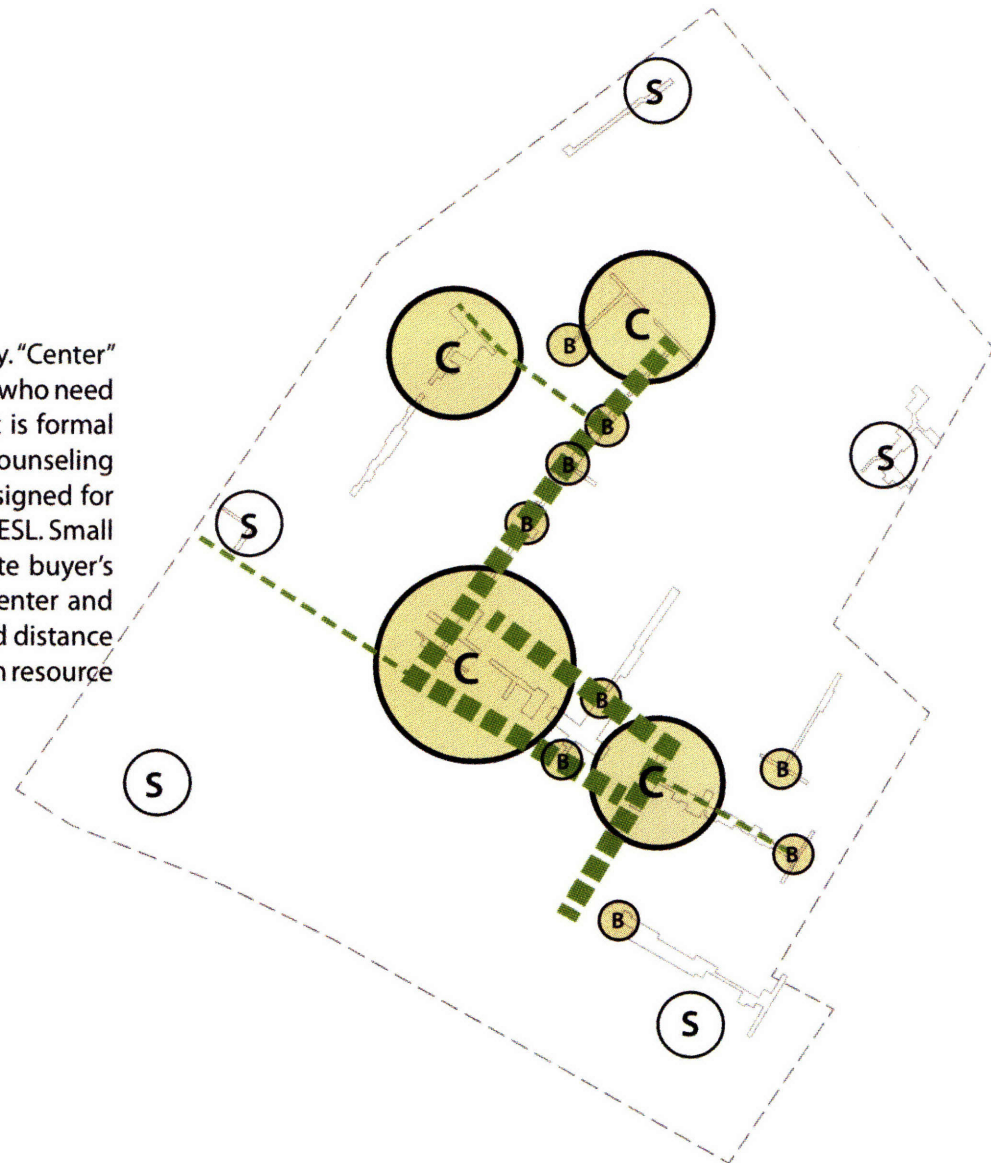 y. “Center”
who need
t is formal
ounseling
signed for
ESL. Small
te buyer's
enter and
d distance
n resource
S
C
B
C
B
S
B
B
S
C
B
B
B
C
S
B
B
S